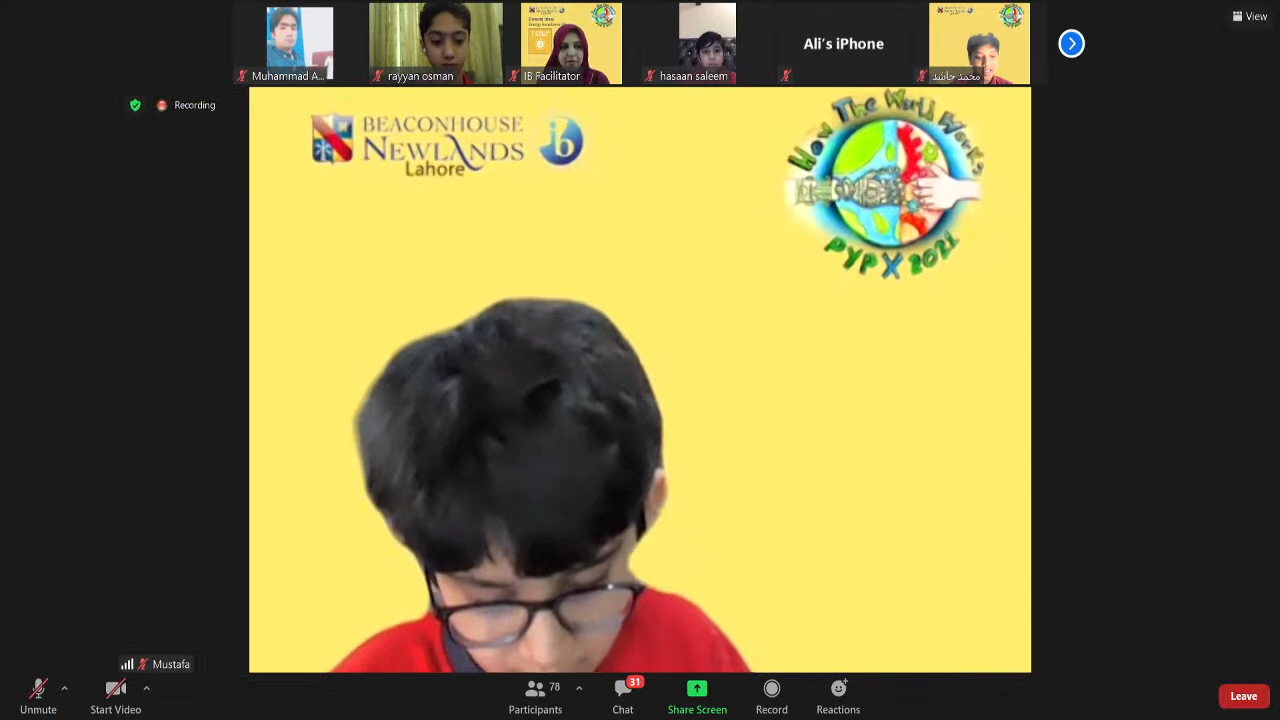 View
Muhammad A...
rayyan osman
IB Facilitator
hasaan saleem
Ali's iPhone
محمد حاشد
Recording
BEACONHOUSE
NEWLANDS
Lahore
ib
How The World Works
PYPX 2021
Mustafa
Unmute
Start Video
78
Participants
31
Chat
Share Screen
Record
Reactions
Leave